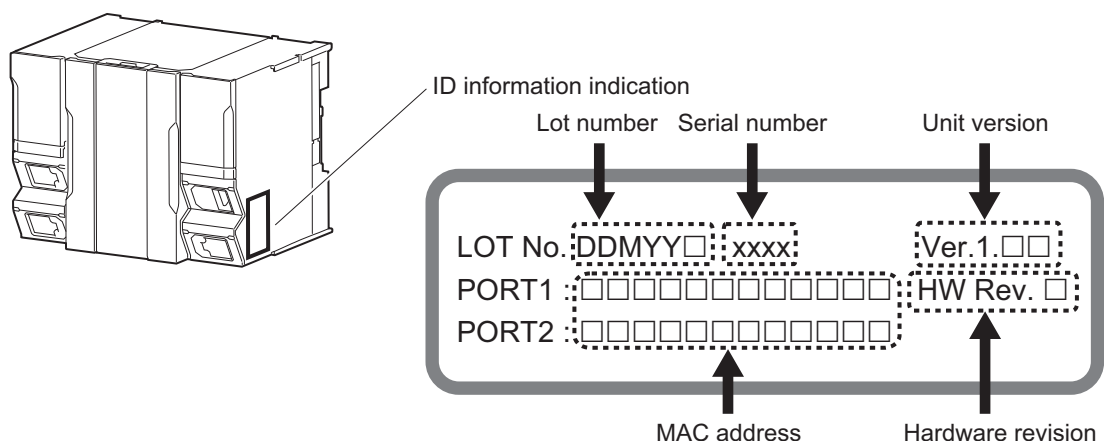 ID information indication
Lot number Serial number Unit version
LOT No. DDMYY□ xxxx Ver.1.□□
PORT1 : □□□□□□□□□□□□ HW Rev. □
PORT2 : □□□□□□□□□□□□
MAC address Hardware revision